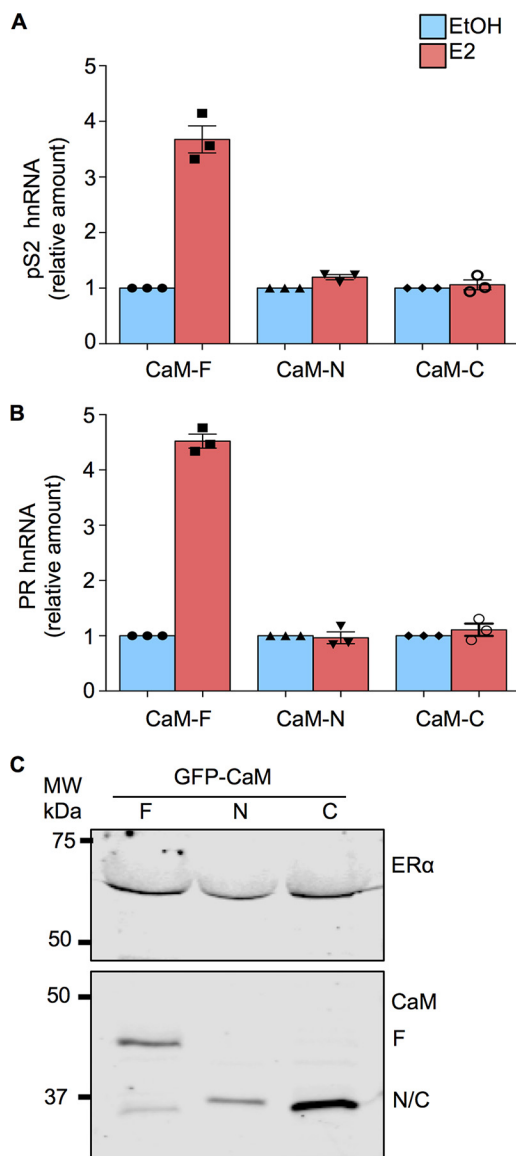 A
EtOH
E2
pS2 hnRNA
(relative amount)
5
4
3
2
1
0
CaM-F CaM-N CaM-C
B
PR hnRNA
(relative amount)
5
4
3
2
1
0
CaM-F CaM-N CaM-C
C
GFP-CaM
MW
kDa
F N C
75
ERα
50
50
CaM
F
37
N/C